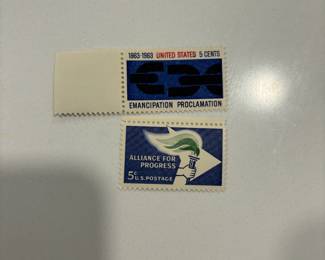 1863-1963 UNITED STATES 5 CENTS
EMANCIPATION PROCLAMATION
ALLIANCE FOR
PROGRESS
5¢ U.S. POSTAGE